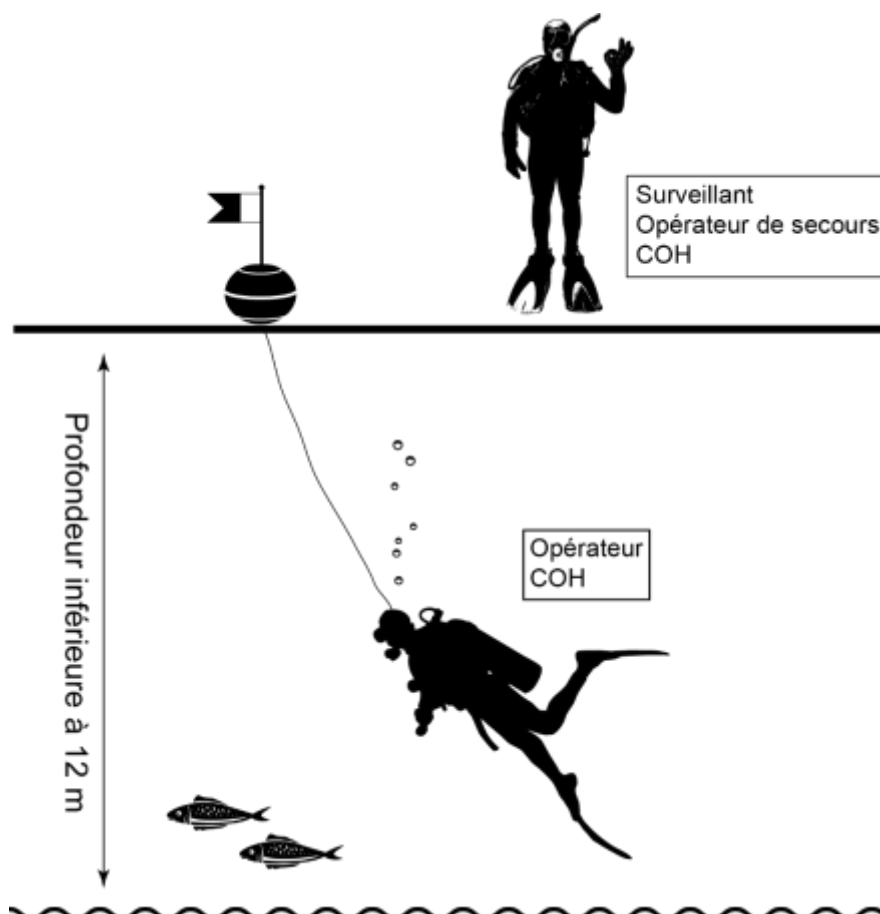 Surveillant
Opérateur de secours
COH
Profondeur inférieure à 12 m
Opérateur
COH